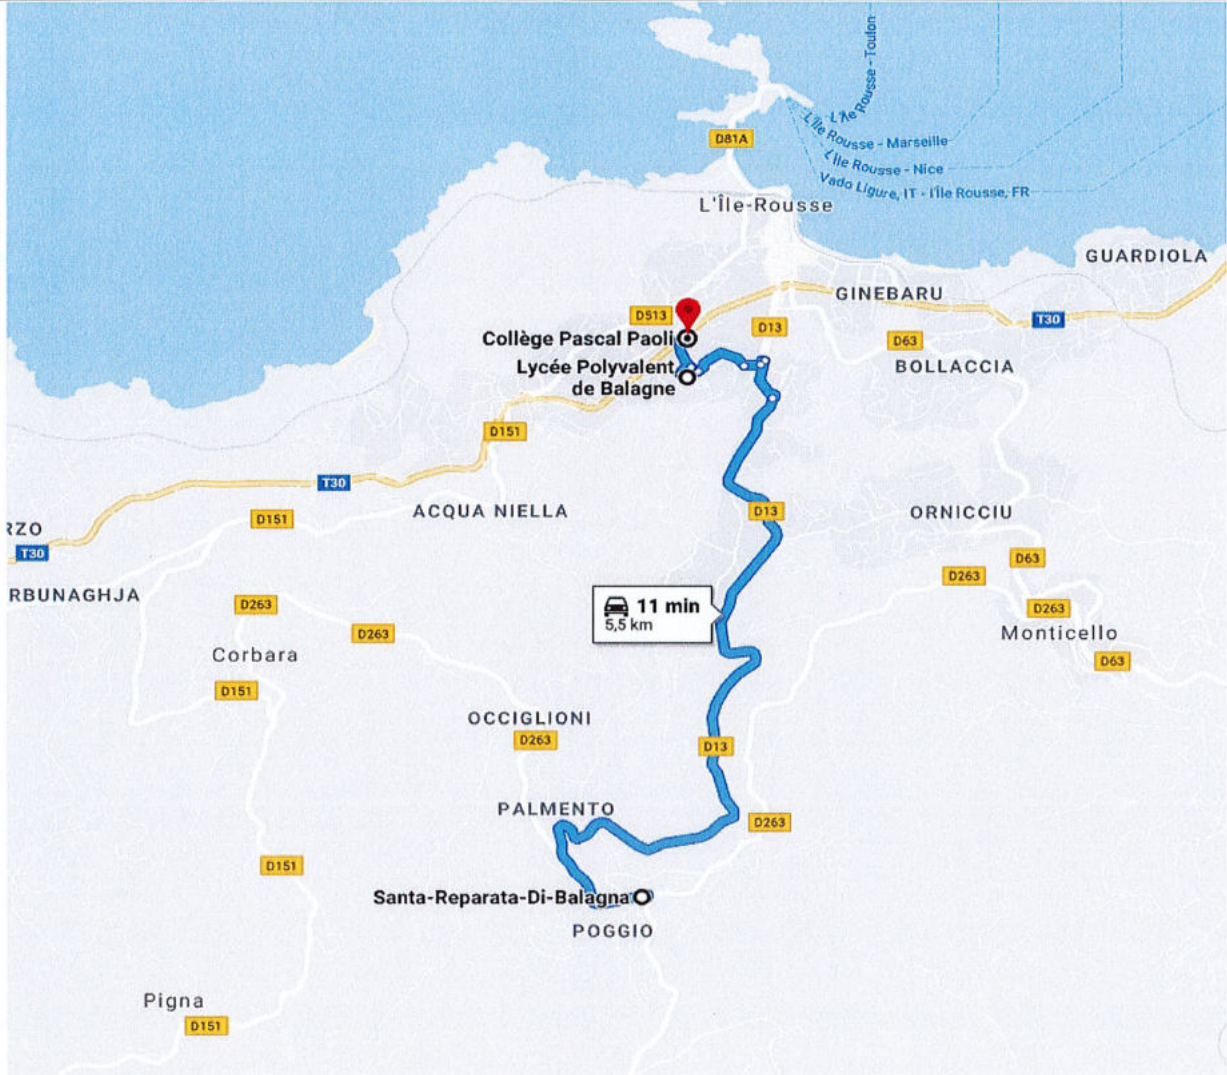 L'Île Rousse - Toulon
D81A
L'Île Rousse - Marseille
L'Île Rousse - Nice
Vado Ligure, IT - l'Île Rousse, FR
L'Île-Rousse
GUARDIOLA
GINEBARU
D513
T30
D13
Collège Pascal Paoli
D63
Lycée Polyvalent
de Balagne
BOLLACCIA
D151
T30
ACQUA NIELLA
D13
ORNICCIU
D151
RZO
T30
D63
D263
RBUNAGHJA
D263
11 min
5,5 km
D263
D263
Monticello
Corbara
D63
D151
OCCIGLIONI
D263
D13
PALMENTO
D263
D151
Santa-Reparata-Di-Balagna
POGGIO
Pigna
D151